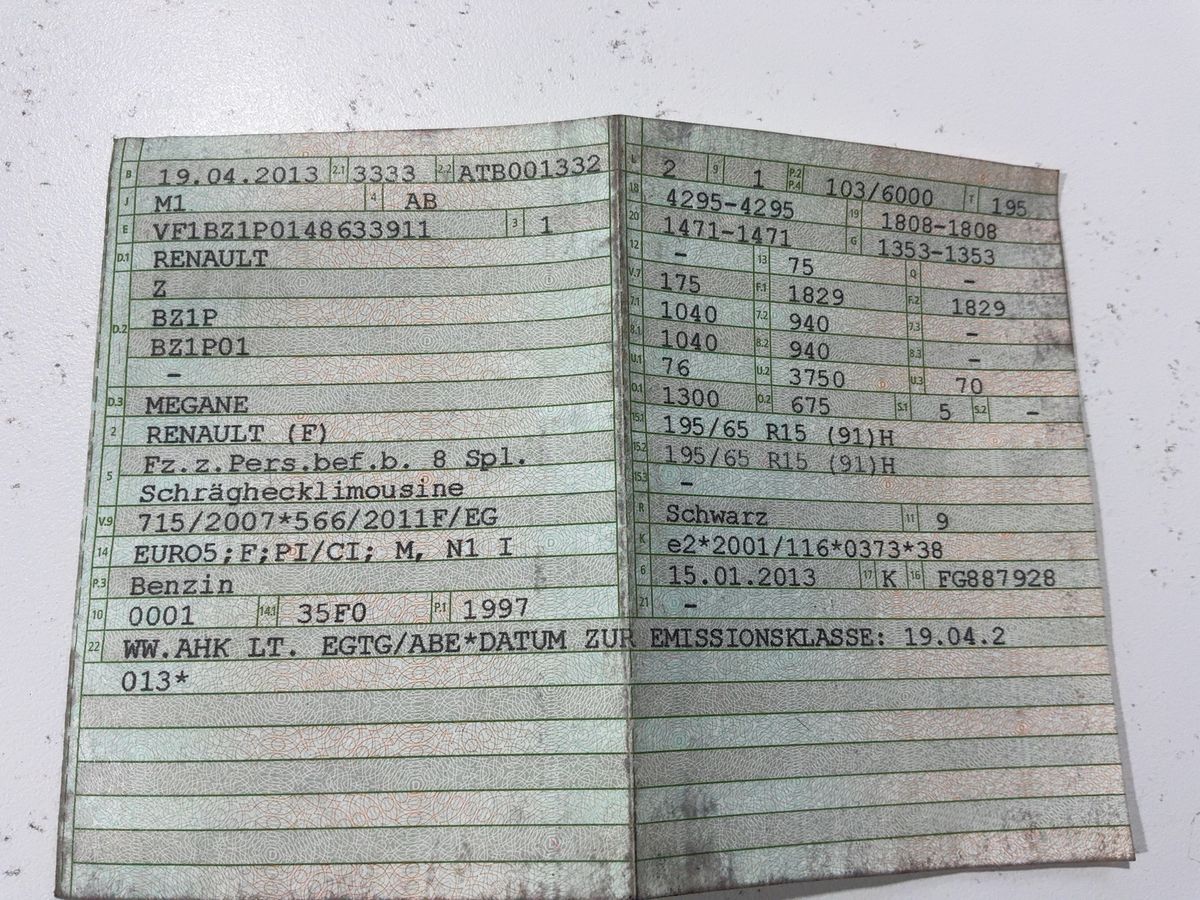 B 19.04.2013 2.1 3333 2.2 ATB001332
J M1 4 AB
E VF1BZ1P0148633911 3 1
D.1 RENAULT
Z
D.2 BZ1P
BZ1P01
–
D.3 MEGANE
2 RENAULT (F)
5 Fz.z.Pers.bef.b. 8 Spl.
Schräghecklimousine
V.9 715/2007*566/2011F/EG
14 EURO5;F;PI/CI; M, N1 I
P.3 Benzin
10 0001 14.1 35F0 P.1 1997
22 WW.AHK LT. EGTG/ABE*DATUM ZUR EMISSIONSKLASSE: 19.04.2
013*
L 2 9 1 P.2 P.4 103/6000 T 195
18 4295-4295 19 1808-1808
20 1471-1471 G 1353-1353
12 – 13 75 Q –
V.7 175 F.1 1829 F.2 1829
7.1 1040 7.2 940 7.3 –
8.1 1040 8.2 940 8.3 –
U.1 76 U.2 3750 U.3 70
O.1 1300 O.2 675 S.1 5 S.2 –
15.1 195/65 R15 (91)H
15.2 195/65 R15 (91)H
15.3 –
R Schwarz 11 9
K e2*2001/116*0373*38
6 15.01.2013 17 K 16 FG887928
21 –